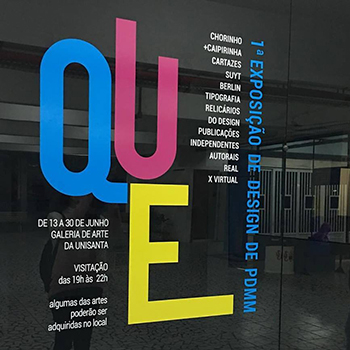 QUE
CHORINHO
+CAIPIRINHA
CARTAZES
SUYT
BERLIN
TIPOGRAFIA
RELICÁRIOS
DO DESIGN
PUBLICAÇÕES
INDEPENDENTES
AUTORAIS
REAL
X VIRTUAL
1ª EXPOSIÇÃO DE DESIGN DE PDMM
DE 13 A 30 DE JUNHO
GALERIA DE ARTE
DA UNISANTA
VISITAÇÃO
das 19h às 22h
algumas das artes
poderão ser
adquiridas no local